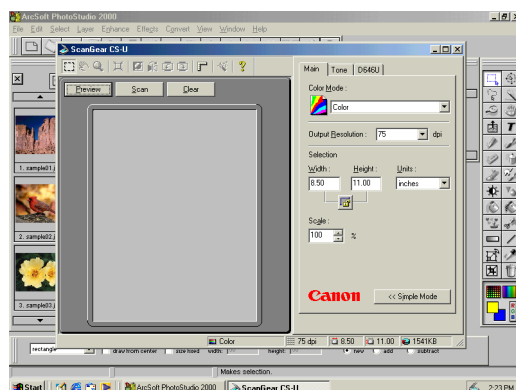 ArcSoft PhotoStudio 2000
File Edit Select Layer Enhance Effects Convert View Window Help
ScanGear CS-U
Main Tone D646U
Preview Scan Clear
Color Mode :
Color
Output Resolution : 75 dpi
Selection
Width : Height : Units :
8.50 11.00 inches
Scale :
100 %
Canon << Simple Mode
1. sample01.j
2. sample02.j
3. sample03.j
Color 75 dpi 8.50 11.00 1541KB
rectangle draw from center size fixed width: height: new add subtract
Makes selection.
Start ArcSoft PhotoStudio 2000 ScanGear CS-U 2:23 PM